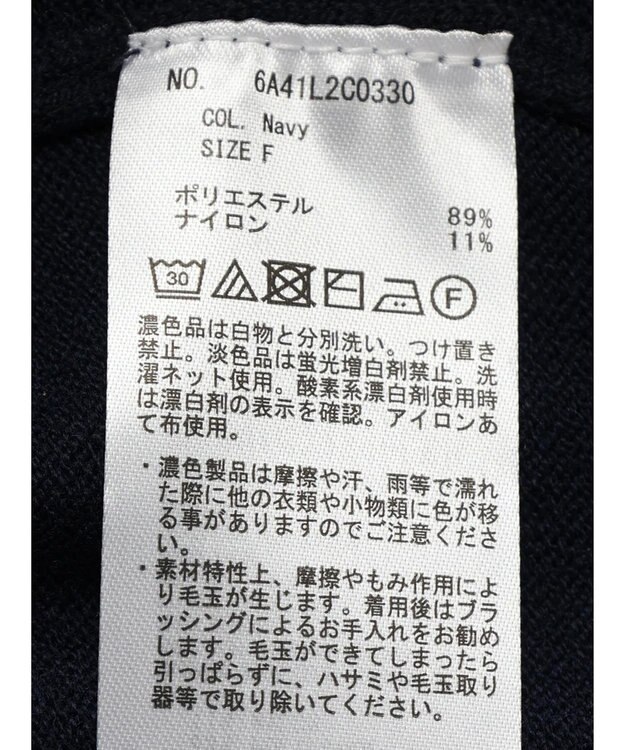 NO. 6A41L2C0330
COL. Navy
SIZE F
ポリエステル 89%
ナイロン 11%
30 F
濃色品は白物と分別洗い。つけ置き
禁止。淡色品は蛍光増白剤禁止。洗
濯ネット使用。酸素系漂白剤使用時
は漂白剤の表示を確認。アイロンあ
て布使用。
・濃色製品は摩擦や汗、雨等で濡れ
た際に他の衣類や小物類に色が移
る事がありますのでご注意くださ
い。
・素材特性上、摩擦やもみ作用によ
り毛玉が生じます。着用後はブラ
ッシングによるお手入れをお勧め
します。毛玉ができてしまったら
引っぱらずに、ハサミや毛玉取り
器等で取り除いてください。